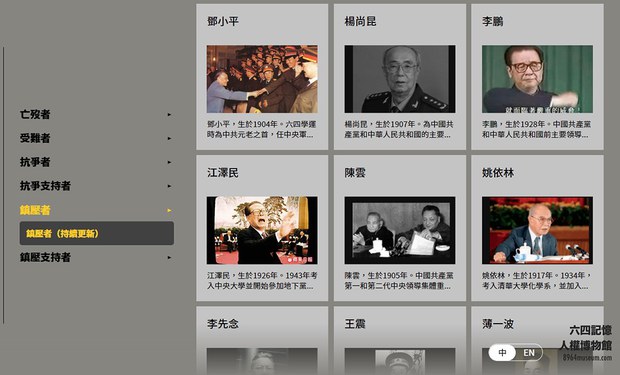 亡歿者
受難者
抗爭者
抗爭支持者
鎮壓者
鎮壓者（持續更新）
鎮壓支持者
鄧小平
鄧小平，生於1904年。六四學運
時為中共元老之首，任中央軍...
楊尚昆
楊尚昆，生於1907年。為中國共
產黨和中華人民共和國的主要...
李鵬
李鵬，生於1928年。中國共產黨
和中華人民共和國前主要領導...
江澤民
江澤民，生於1926年。1943年考
入中央大學並開始參加地下黨...
陳雲
陳雲，生於1905年。中國共產黨
第一和第二代中央領導集體重...
姚依林
姚依林，生於1917年。1934年，
考入清華大學化學系，並加入...
李先念
王震
薄一波
中
EN
六四記憶
人權博物館
8964museum.com